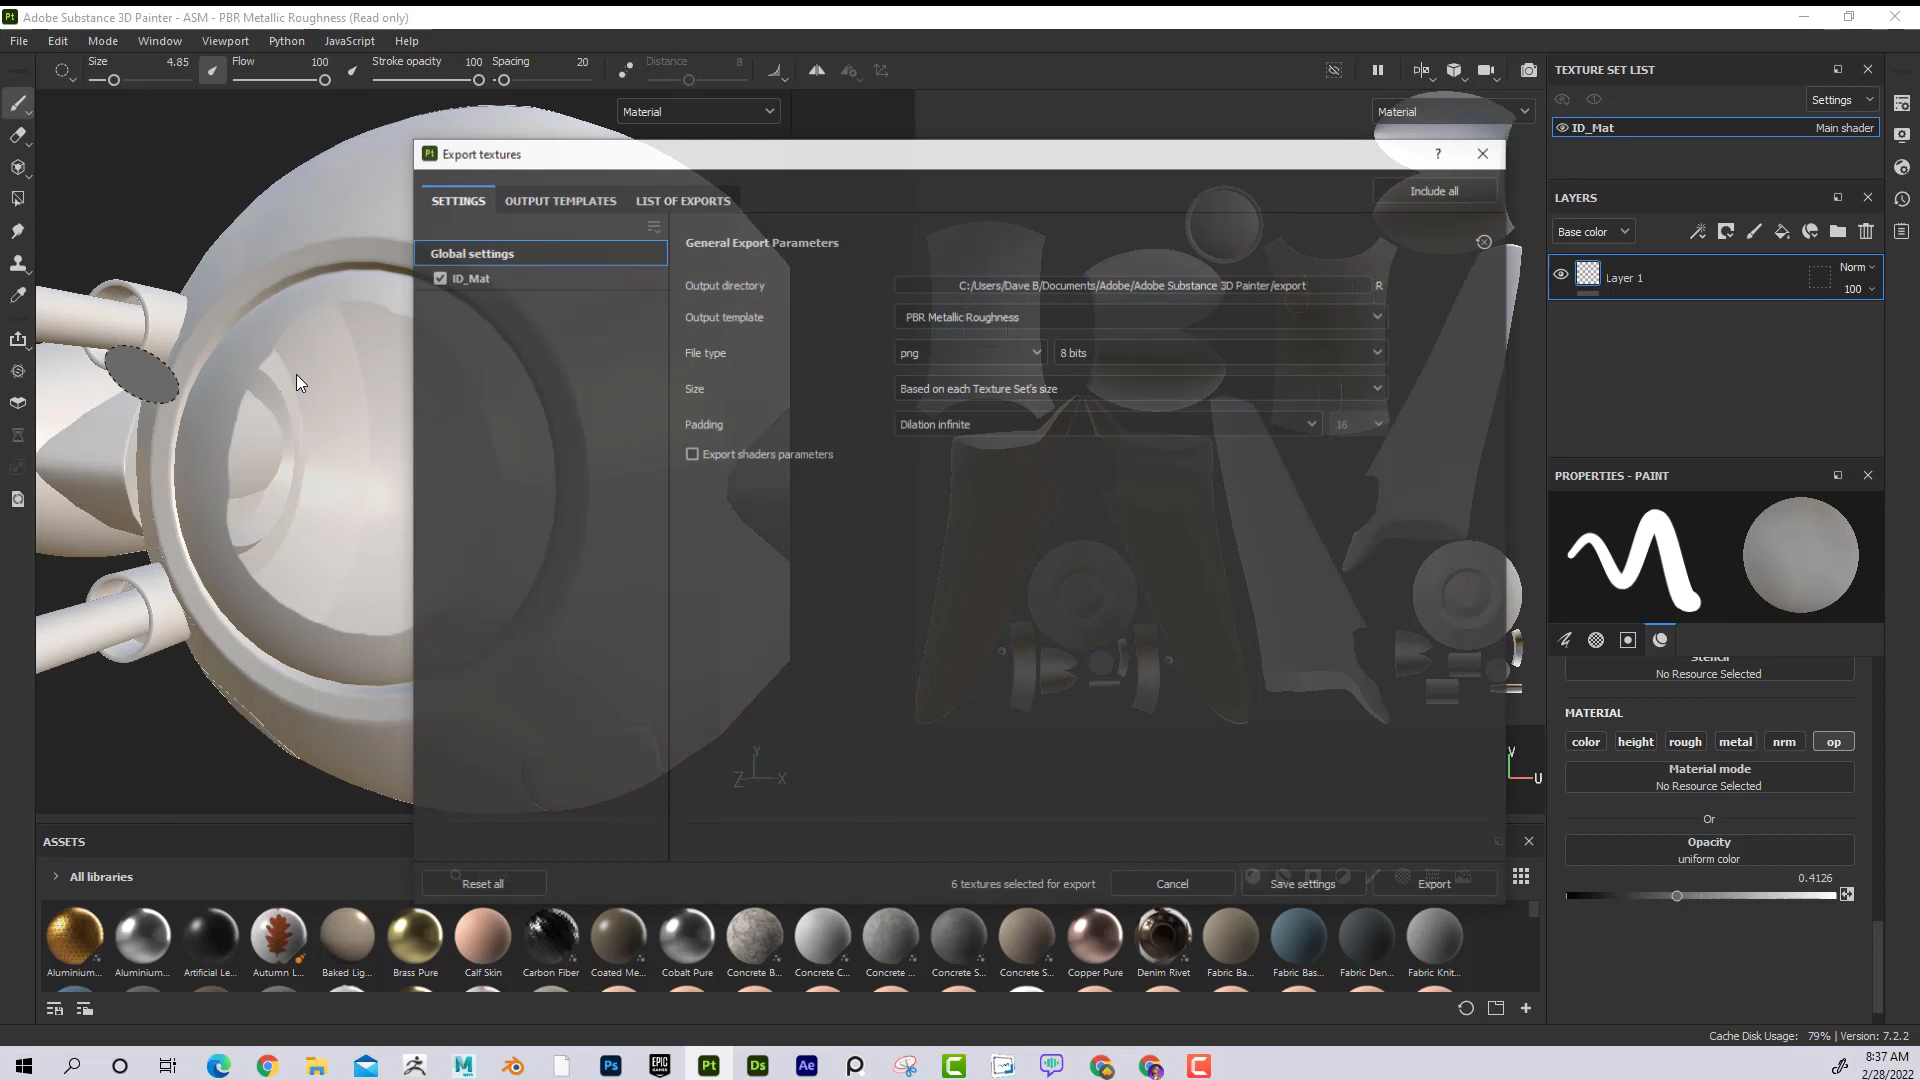 Adobe Substance 3D Painter - ASM - PBR Metallic Roughness (Read only)
File Edit Mode Window Viewport Python JavaScript Help
Size 4.85 Flow 100 Stroke opacity 100 Spacing 20 Distance 8
Material
Material
TEXTURE SET LIST
Settings
ID_Mat Main shader
LAYERS
Base color
Layer 1
Norm
100
Export textures
?
SETTINGS OUTPUT TEMPLATES LIST OF EXPORTS
Include all
Global settings
ID_Mat
General Export Parameters
Output directory C:/Users/Dave B/Documents/Adobe/Adobe Substance 3D Painter/export R
Output template PBR Metallic Roughness
File type png 8 bits
Size Based on each Texture Set's size
Padding Dilation infinite 16
Export shaders parameters
Reset all 6 textures selected for export Cancel Save settings Export
Y
Z X
V
U
PROPERTIES - PAINT
Stencil
No Resource Selected
MATERIAL
color height rough metal nrm op
Material mode
No Resource Selected
Or
Opacity
uniform color
0.4126
ASSETS
All libraries
Aluminium... Aluminium... Artificial Le... Autumn L... Baked Lig... Brass Pure Calf Skin Carbon Fiber Coated Me... Cobalt Pure Concrete B... Concrete C... Concrete ... Concrete S... Concrete S... Copper Pure Denim Rivet Fabric Ba... Fabric Bas... Fabric Den... Fabric Knit...
Cache Disk Usage: 79% | Version: 7.2.2
8:37 AM
2/28/2022